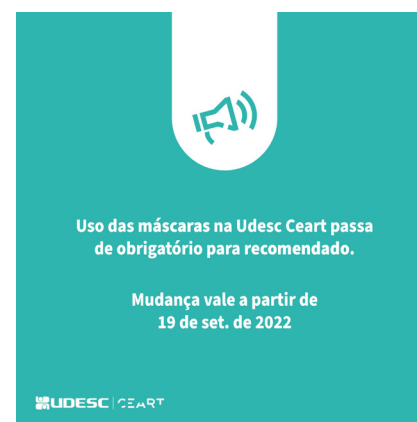 Uso das máscaras na Udesc Ceart passa
de obrigatório para recomendado.
Mudança vale a partir de
19 de set. de 2022
UDESC | CEART